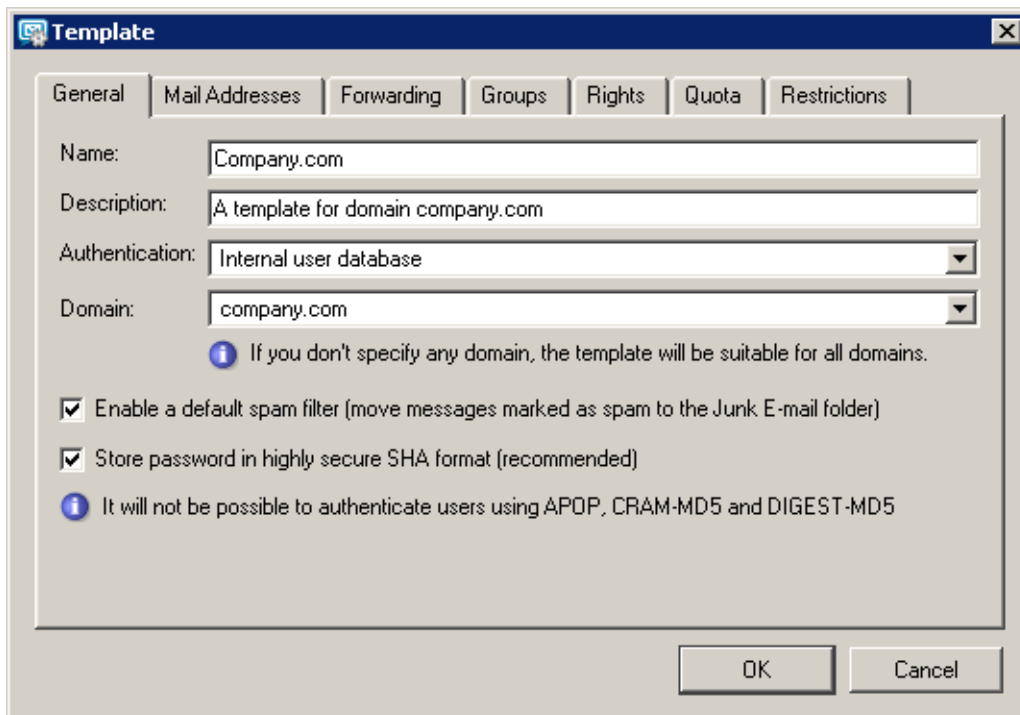 Template
General Mail Addresses Forwarding Groups Rights Quota Restrictions
Name: Company.com
Description: A template for domain company.com
Authentication: Internal user database
Domain: company.com
If you don't specify any domain, the template will be suitable for all domains.
Enable a default spam filter (move messages marked as spam to the Junk E-mail folder)
Store password in highly secure SHA format (recommended)
It will not be possible to authenticate users using APOP, CRAM-MD5 and DIGEST-MD5
OK Cancel